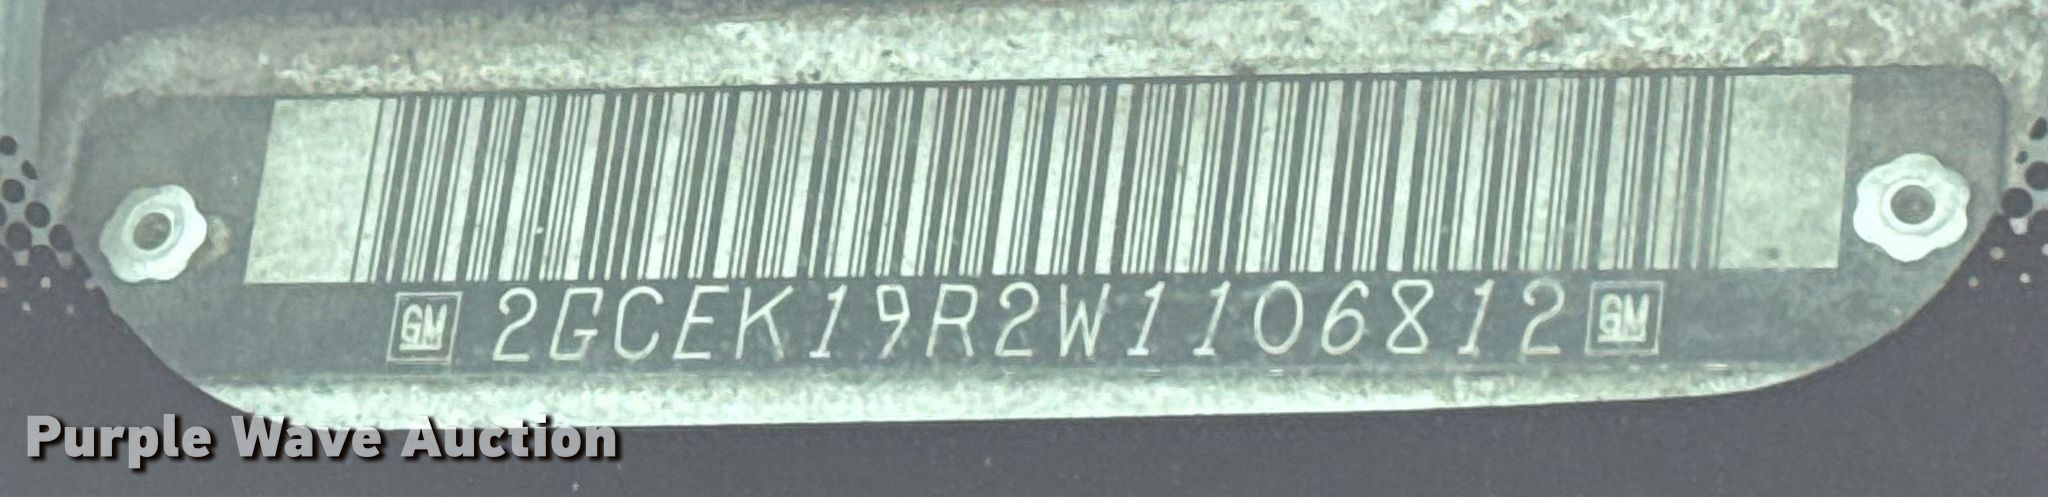 GM 2GCEK19R2W1106812 GM
Purple Wave Auction